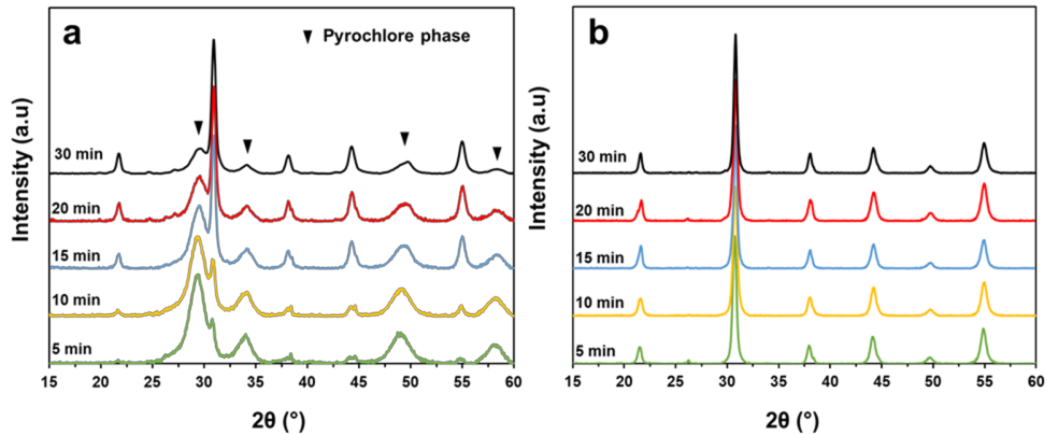 a
▼ Pyrochlore phase
30 min
20 min
15 min
10 min
5 min
Intensity (a.u)
15 20 25 30 35 40 45 50 55 60
2θ (°)
b
30 min
20 min
15 min
10 min
5 min
Intensity (a.u)
15 20 25 30 35 40 45 50 55 60
2θ (°)